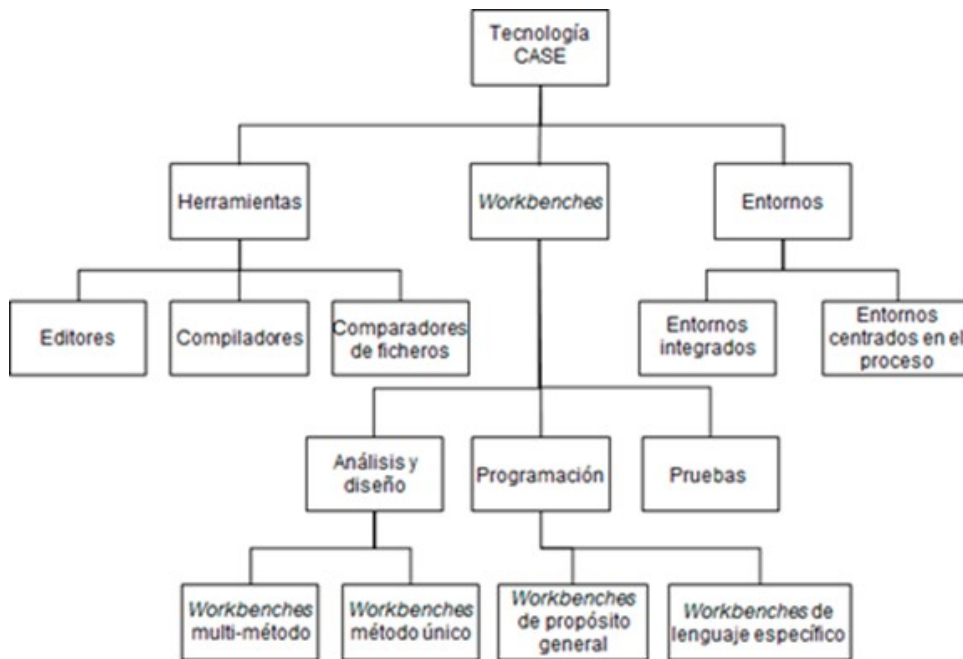 Tecnología
CASE
Herramientas
Workbenches
Entornos
Editores
Compiladores
Comparadores
de ficheros
Entornos
integrados
Entornos
centrados en el
proceso
Análisis y
diseño
Programación
Pruebas
Workbenches
multi-método
Workbenches
método único
Workbenches
de propósito
general
Workbenches de
lenguaje específico